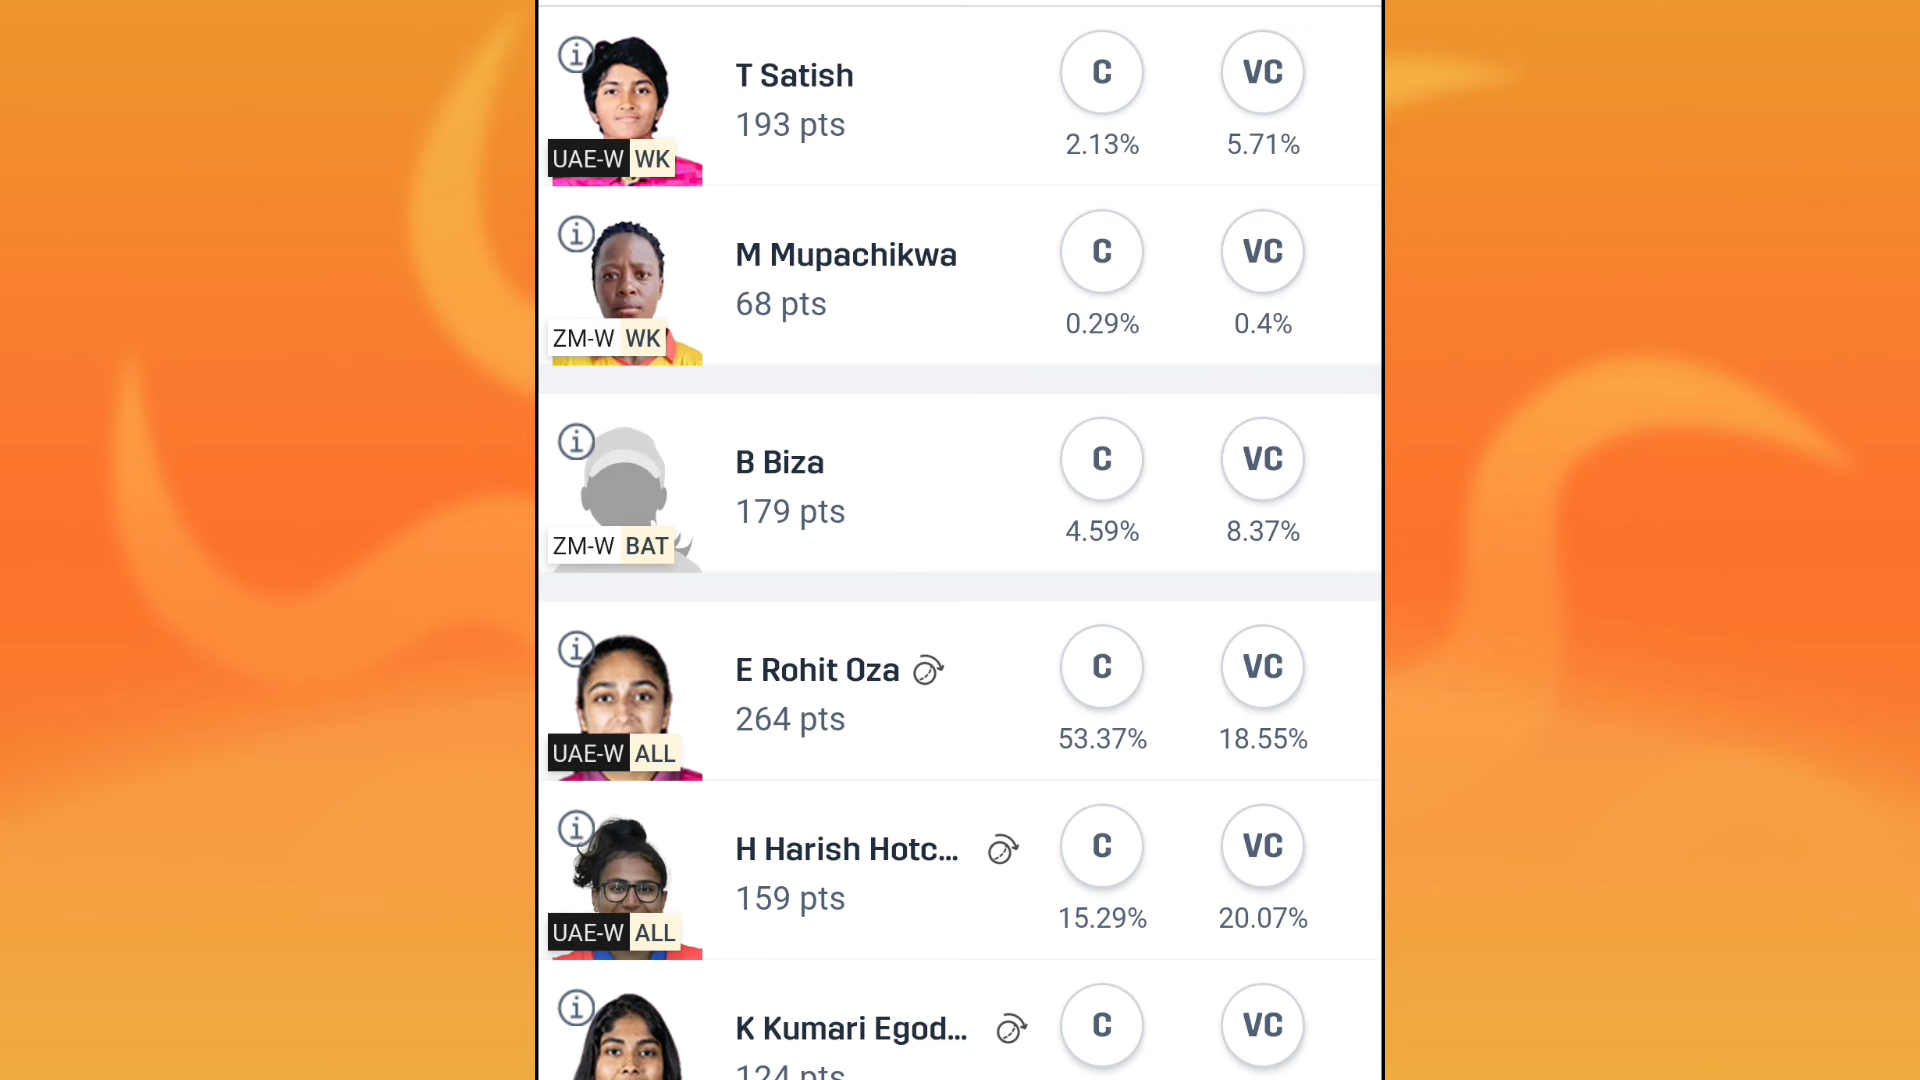 T Satish
193 pts
UAE-W WK
C
VC
2.13%
5.71%
M Mupachikwa
68 pts
ZM-W WK
C
VC
0.29%
0.4%
B Biza
179 pts
ZM-W BAT
C
VC
4.59%
8.37%
E Rohit Oza
264 pts
UAE-W ALL
C
VC
53.37%
18.55%
H Harish Hotc...
159 pts
UAE-W ALL
C
VC
15.29%
20.07%
K Kumari Egod...
124 pts
C
VC